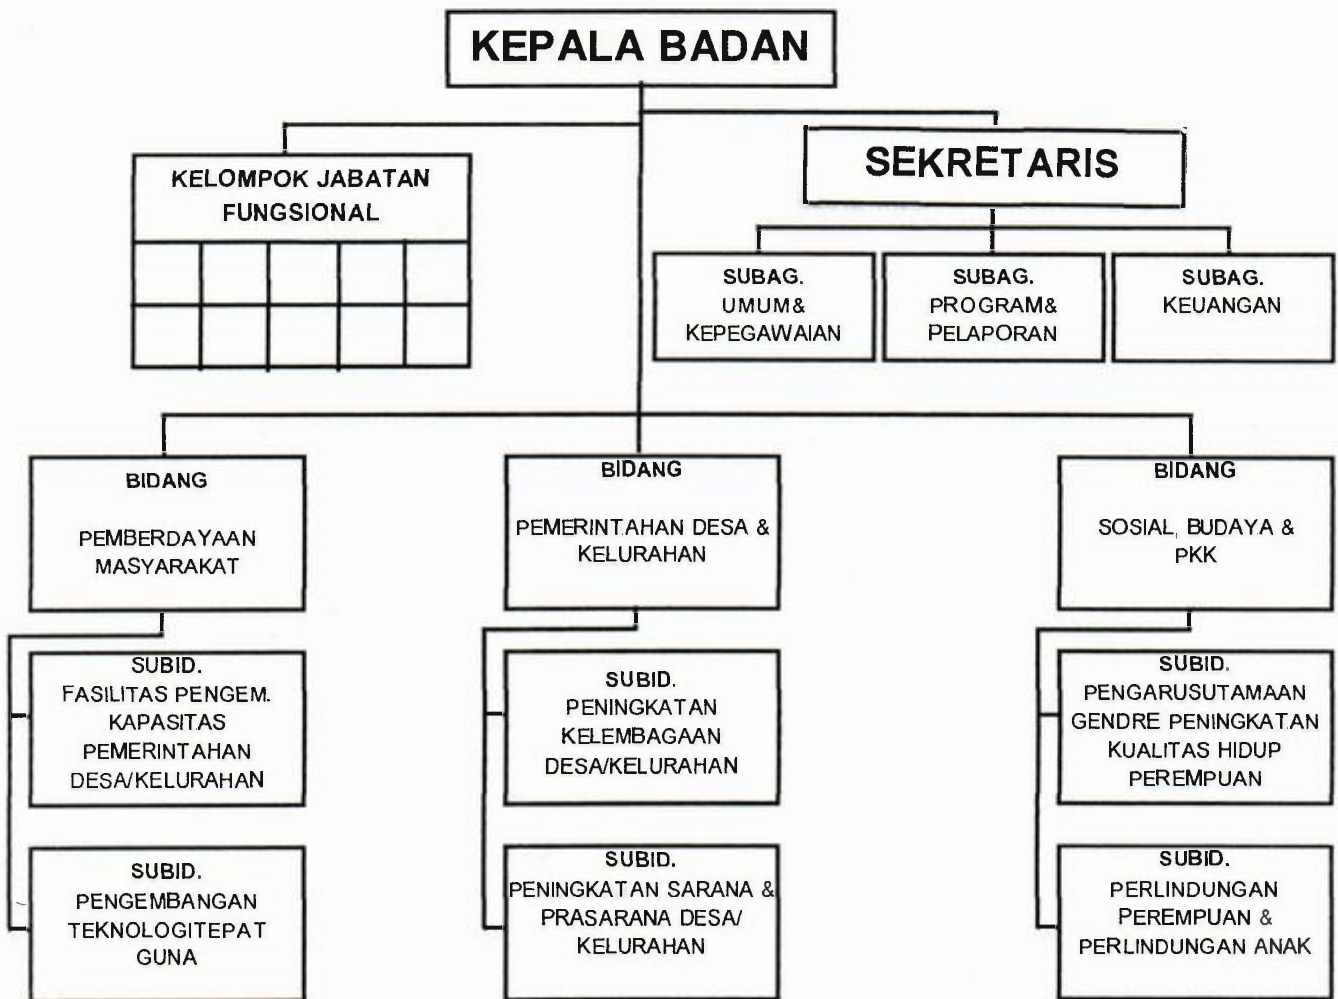 KEPALA BADAN
KELOMPOK JABATAN
FUNGSIONAL
SEKRETARIS
SUBAG.
UMUM&
KEPEGAWAIAN
SUBAG.
PROGRAM&
PELAPORAN
SUBAG.
KEUANGAN
BIDANG
PEMBERDAYAAN
MASYARAKAT
BIDANG
PEMERINTAHAN DESA &
KELURAHAN
BIDANG
SOSIAL, BUDAYA &
PKK
SUBID.
FASILITAS PENGEM.
KAPASITAS
PEMERINTAHAN
DESA/KELURAHAN
SUBID.
PENINGKATAN
KELEMBAGAAN
DESA/KELURAHAN
SUBID.
PENGARUSUTAMAAN
GENDRE PENINGKATAN
KUALITAS HIDUP
PEREMPUAN
SUBID.
PENGEMBANGAN
TEKNOLOGITEPAT
GUNA
SUBID.
PENINGKATAN SARANA &
PRASARANA DESA/
KELURAHAN
SUBID.
PERLINDUNGAN
PEREMPUAN &
PERLINDUNGAN ANAK